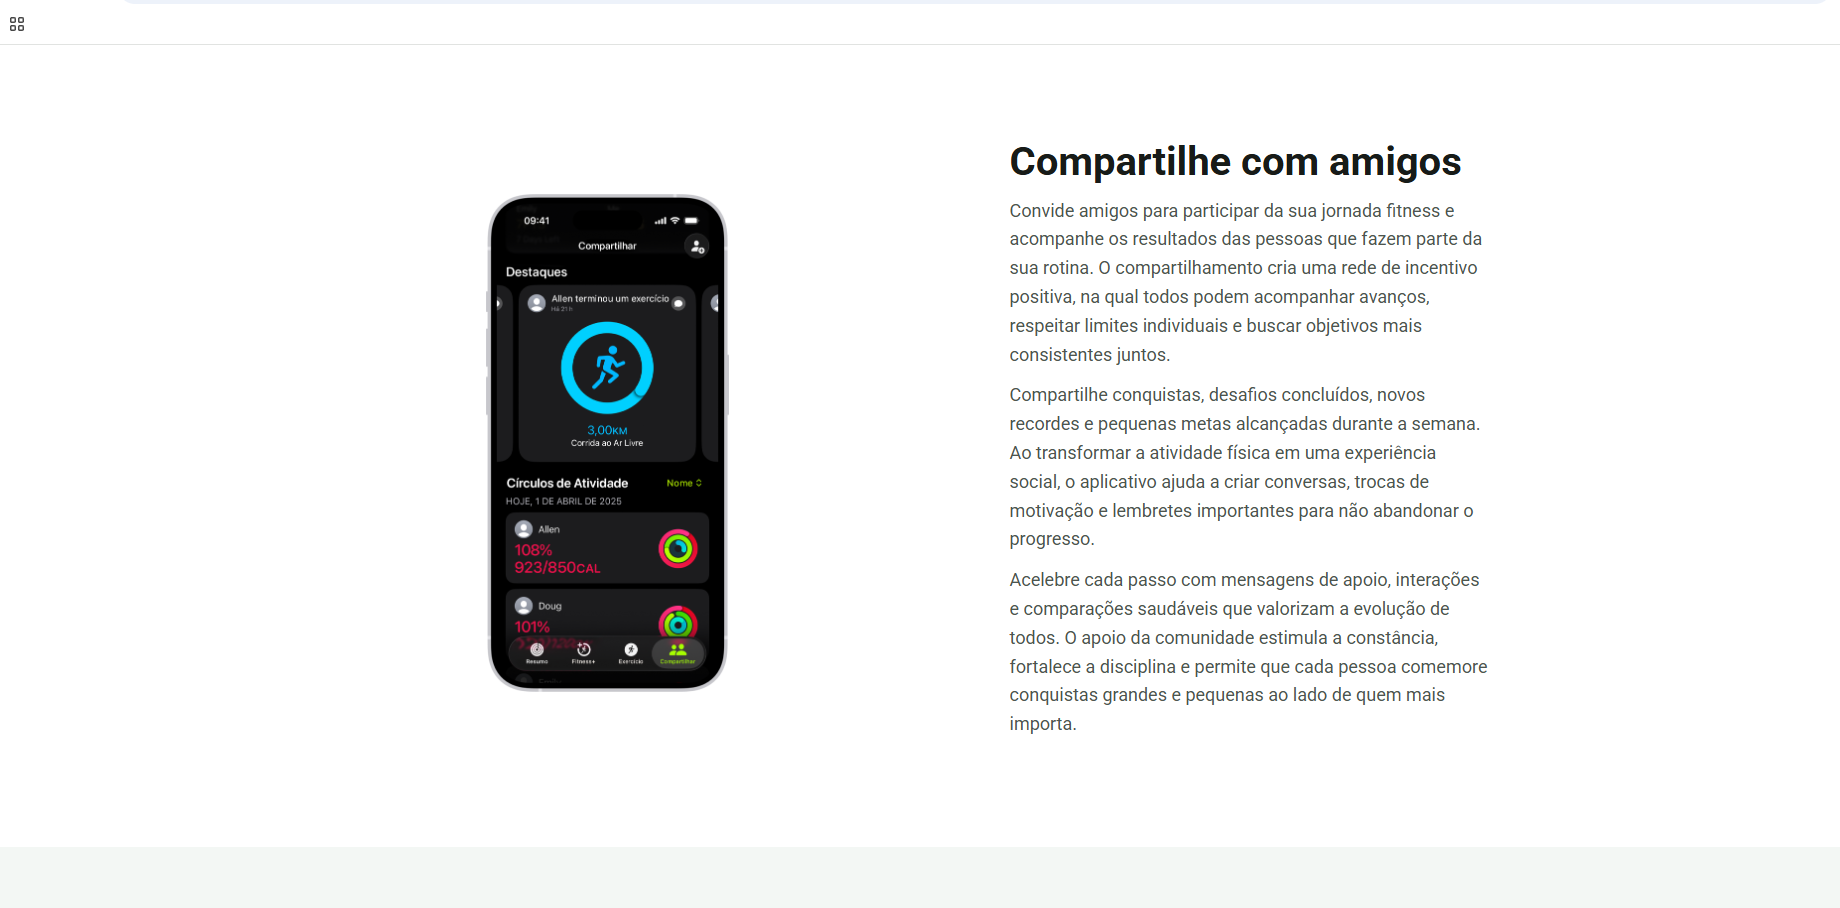 Compartilhe com amigos
Convide amigos para participar da sua jornada fitness e
acompanhe os resultados das pessoas que fazem parte da
sua rotina. O compartilhamento cria uma rede de incentivo
positiva, na qual todos podem acompanhar avanços,
respeitar limites individuais e buscar objetivos mais
consistentes juntos.
Compartilhe conquistas, desafios concluídos, novos
recordes e pequenas metas alcançadas durante a semana.
Ao transformar a atividade física em uma experiência
social, o aplicativo ajuda a criar conversas, trocas de
motivação e lembretes importantes para não abandonar o
progresso.
Acelebre cada passo com mensagens de apoio, interações
e comparações saudáveis que valorizam a evolução de
todos. O apoio da comunidade estimula a constância,
fortalece a disciplina e permite que cada pessoa comemore
conquistas grandes e pequenas ao lado de quem mais
importa.
09:41
Compartilhar
Destaques
Allen terminou um exercício
Há 21 h
3,00KM
Corrida ao Ar Livre
Círculos de Atividade
Nome
HOJE, 1 DE ABRIL DE 2025
Allen
108%
923/850CAL
Doug
101%
Resumo
Fitness+
Exercício
Compartilhar